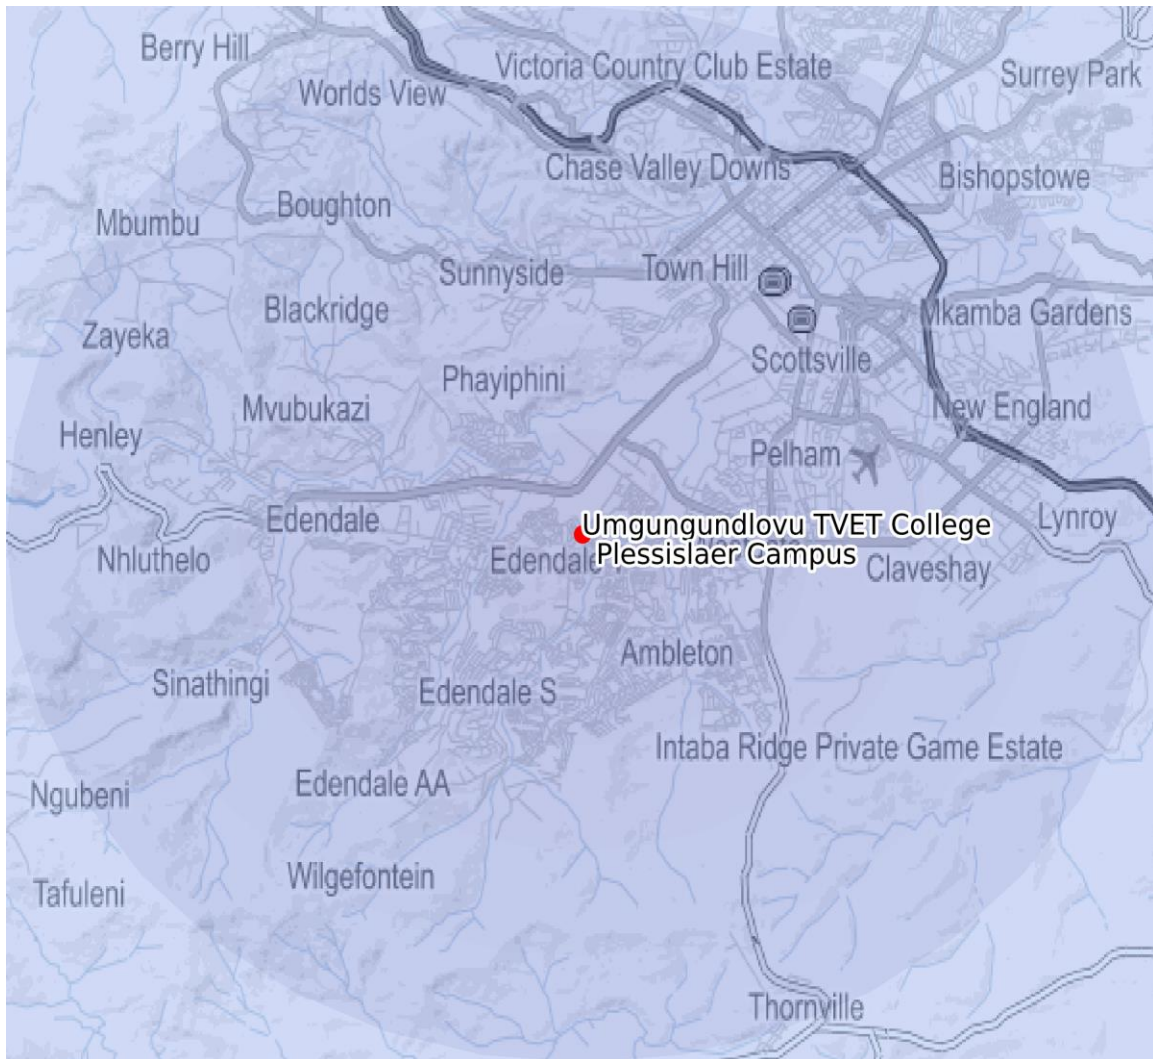 Berry Hill
Victoria Country Club Estate
Surrey Park
Worlds View
Chase Valley Downs
Bishopstowe
Boughton
Mbumbu
Sunnyside
Town Hill
Blackridge
Mkamba Gardens
Zayeka
Scottsville
Phayiphini
Mvubukazi
New England
Henley
Pelham
Edendale
Lynroy
Umgungundlovu TVET College
Plessislaer Campus
Nhluthelo
Edendale
Claveshay
Ambleton
Sinathingi
Edendale S
Intaba Ridge Private Game Estate
Edendale AA
Ngubeni
Wilgefontein
Tafuleni
Thornville